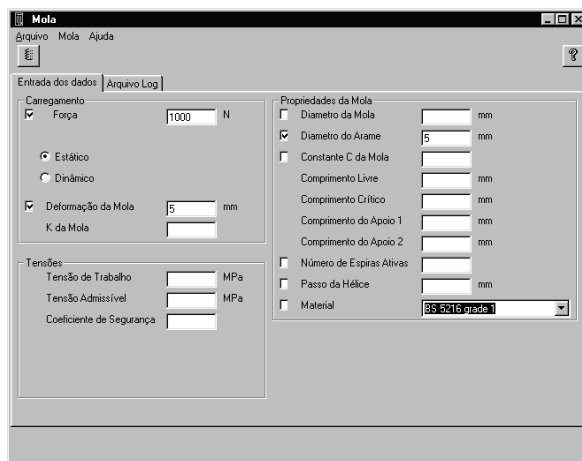 Mola
Arquivo Mola Ajuda
Entrada dos dados Arquivo Log
Carregamento
Força 1000 N
Estático
Dinâmico
Deformação da Mola 5 mm
K da Mola
Tensões
Tensão de Trabalho MPa
Tensão Admissível MPa
Coeficiente de Segurança
Propriedades da Mola
Diametro da Mola mm
Diametro do Arame 5 mm
Constante C da Mola
Comprimento Livre mm
Comprimento Crítico mm
Comprimento do Apoio 1 mm
Comprimento do Apoio 2 mm
Número de Espiras Ativas
Passo da Hélice mm
Material BS 5216 grade 1